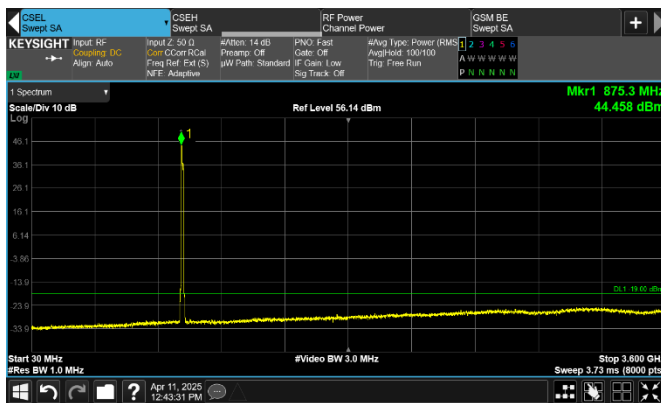 CSEL
Swept SA
CSEH
Swept SA
RF Power
Channel Power
GSM BE
Swept SA
+
KEYSIGHT
Input: RF
Coupling: DC
Align: Auto
Input Z: 50 Ω
Corr CCorr RCal
Freq Ref: Ext (S)
NFE: Adaptive
#Atten: 14 dB
Preamp: Off
µW Path: Standard
PNO: Fast
Gate: Off
IF Gain: Low
Sig Track: Off
#Avg Type: Power (RMS
Avg|Hold: 100/100
Trig: Free Run
1 2 3 4 5 6
A W W W W W
P N N N N N
1 Spectrum
Scale/Div 10 dB
Log
Ref Level 56.14 dBm
Mkr1 875.3 MHz
44.458 dBm
1
46.1
36.1
26.1
16.1
6.14
-3.86
-13.9
-23.9
-33.9
Start 30 MHz
#Res BW 1.0 MHz
#Video BW 3.0 MHz
Stop 3.600 GH
Sweep 3.73 ms (8000 pts
?
Apr 11, 2025
12:43:31 PM